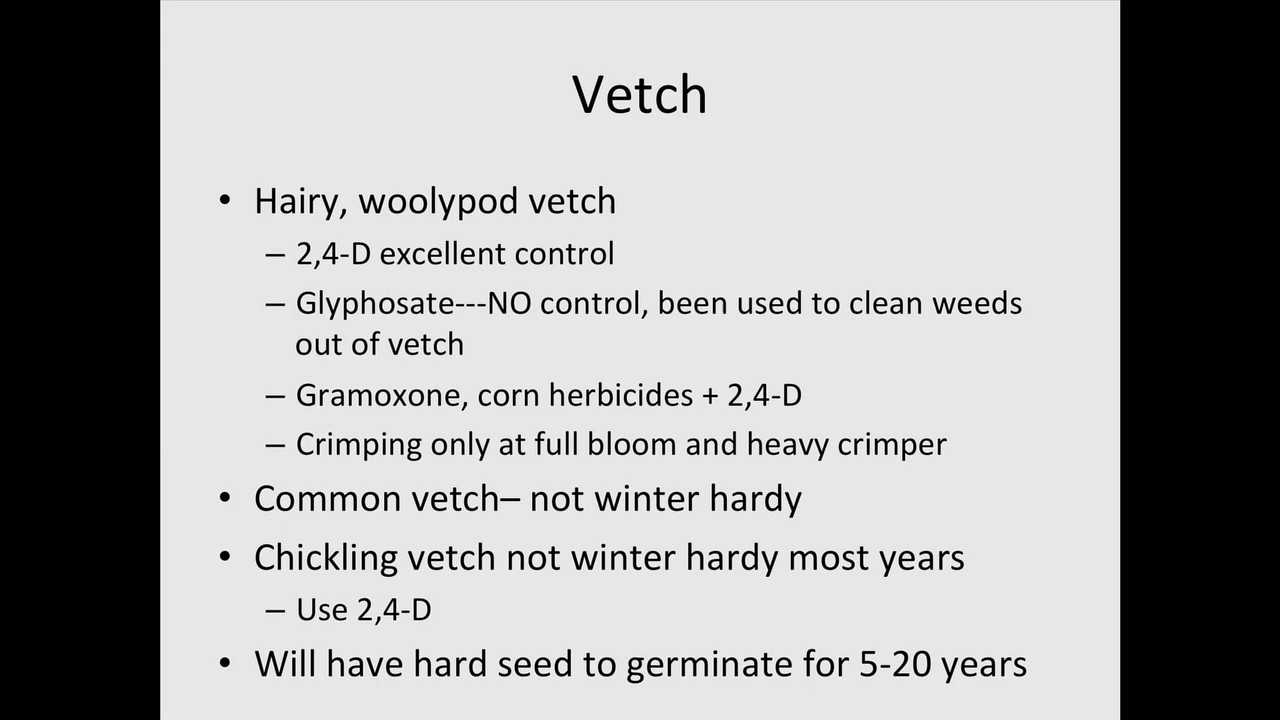 Vetch
• Hairy, woolypod vetch
– 2,4-D excellent control
– Glyphosate---NO control, been used to clean weeds
out of vetch
– Gramoxone, corn herbicides + 2,4-D
– Crimping only at full bloom and heavy crimper
• Common vetch– not winter hardy
• Chickling vetch not winter hardy most years
– Use 2,4-D
• Will have hard seed to germinate for 5-20 years